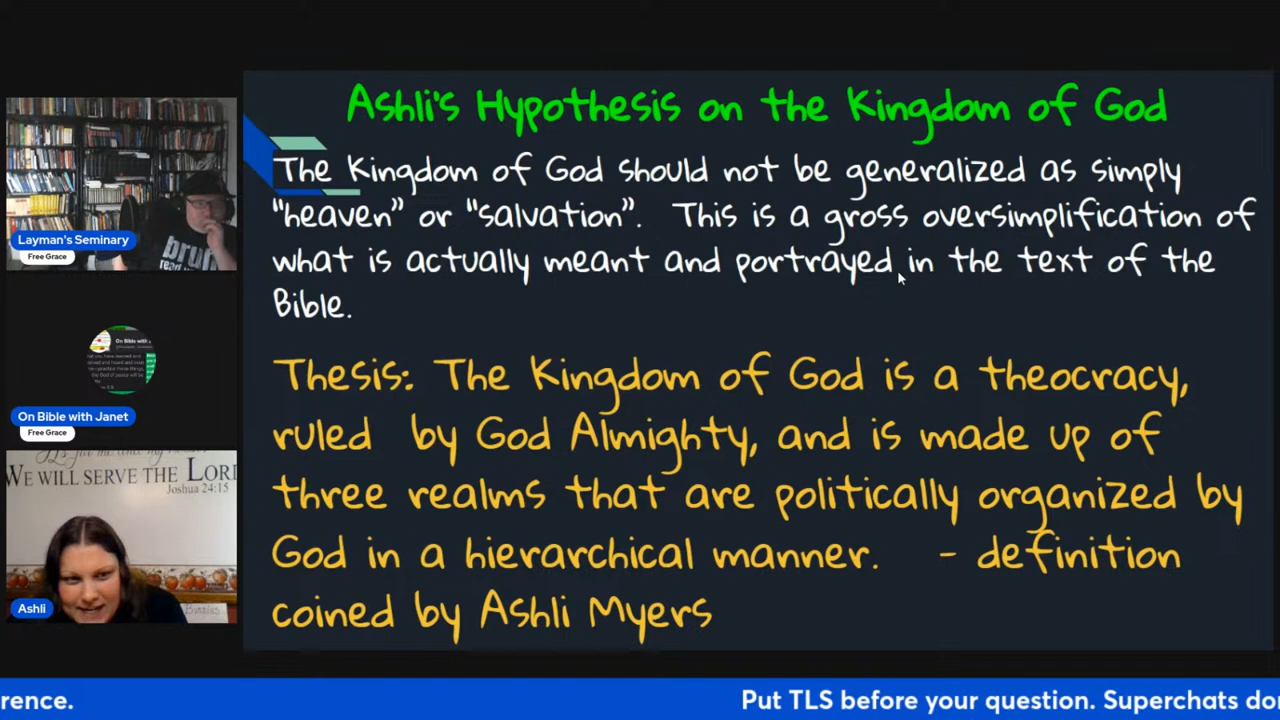 Ashli's Hypothesis on the Kingdom of God
The Kingdom of God should not be generalized as simply
"heaven" or "salvation". This is a gross oversimplification of
what is actually meant and portrayed in the text of the
Bible.
Thesis: The Kingdom of God is a theocracy,
ruled by God Almighty, and is made up of
three realms that are politically organized by
God in a hierarchical manner. - definition
coined by Ashli Myers
Layman's Seminary
Free Grace
On Bible with Janet
Free Grace
WE WILL SERVE THE LORD
Joshua 24:15
Ashli
rence.
Put TLS before your question. Superchats don